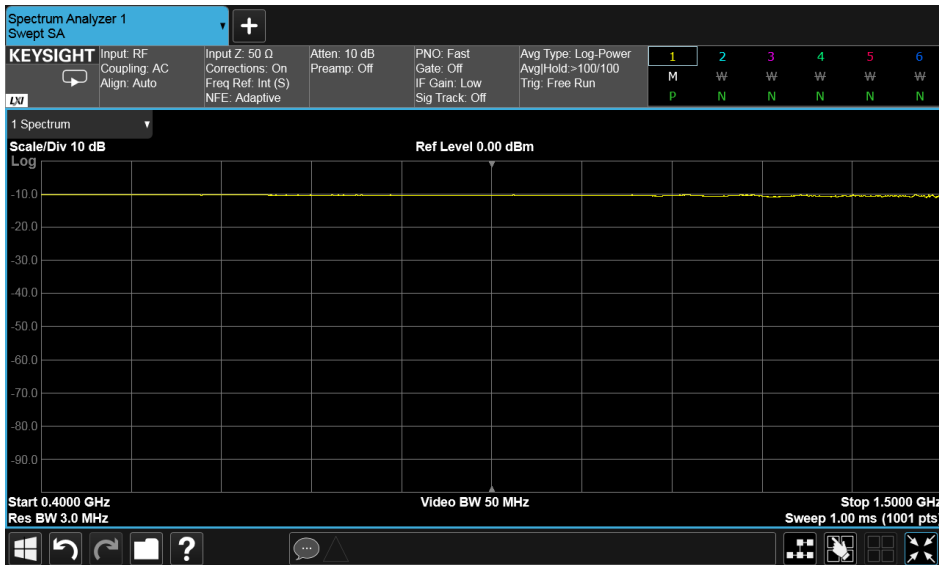 Spectrum Analyzer 1
Swept SA
+
KEYSIGHT
LXI
Input: RF
Coupling: AC
Align: Auto
Input Z: 50 Ω
Corrections: On
Freq Ref: Int (S)
NFE: Adaptive
Atten: 10 dB
Preamp: Off
PNO: Fast
Gate: Off
IF Gain: Low
Sig Track: Off
Avg Type: Log-Power
Avg|Hold:>100/100
Trig: Free Run
1 2 3 4 5 6
M W W W W W
P N N N N N
1 Spectrum
Scale/Div 10 dB
Ref Level 0.00 dBm
Log
-10.0
-20.0
-30.0
-40.0
-50.0
-60.0
-70.0
-80.0
-90.0
Start 0.4000 GHz
Video BW 50 MHz
Stop 1.5000 GHz
Res BW 3.0 MHz
Sweep 1.00 ms (1001 pts)
?